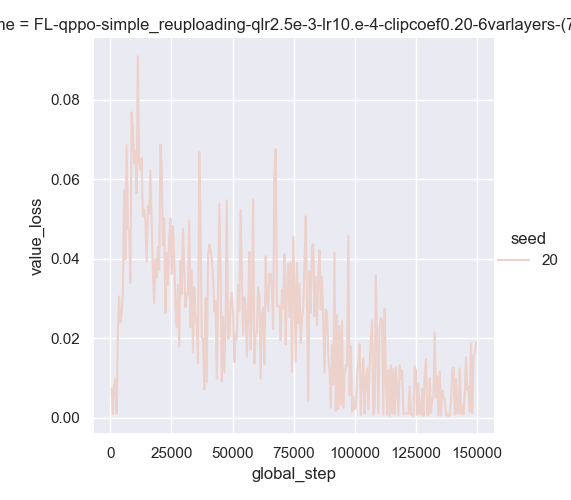 ne = FL-qppo-simple_reuploading-qlr2.5e-3-lr10.e-4-clipcoef0.20-6varlayers-(7
0.08
0.06
0.04
0.02
0.00
value_loss
0 25000 50000 75000 100000 125000 150000
global_step
seed
20